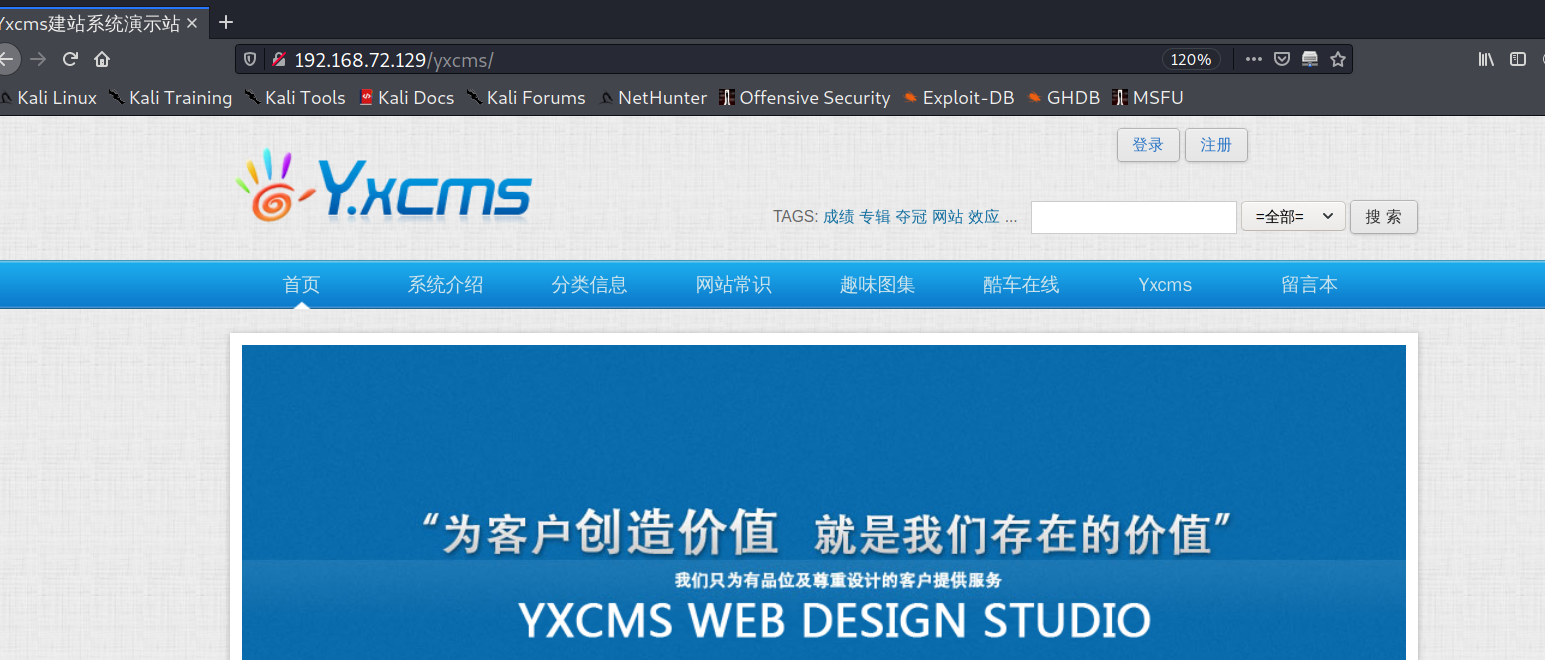 Yxcms建站系统演示站
192.168.72.129/yxcms/
120%
Kali Linux Kali Training Kali Tools Kali Docs Kali Forums NetHunter Offensive Security Exploit-DB GHDB MSFU
登录 注册
Y.xcms
TAGS: 成绩 专辑 夺冠 网站 效应 ... =全部= 搜 索
首页 系统介绍 分类信息 网站常识 趣味图集 酷车在线 Yxcms 留言本
“为客户创造价值 就是我们存在的价值”
我们只为有品位及尊重设计的客户提供服务
YXCMS WEB DESIGN STUDIO